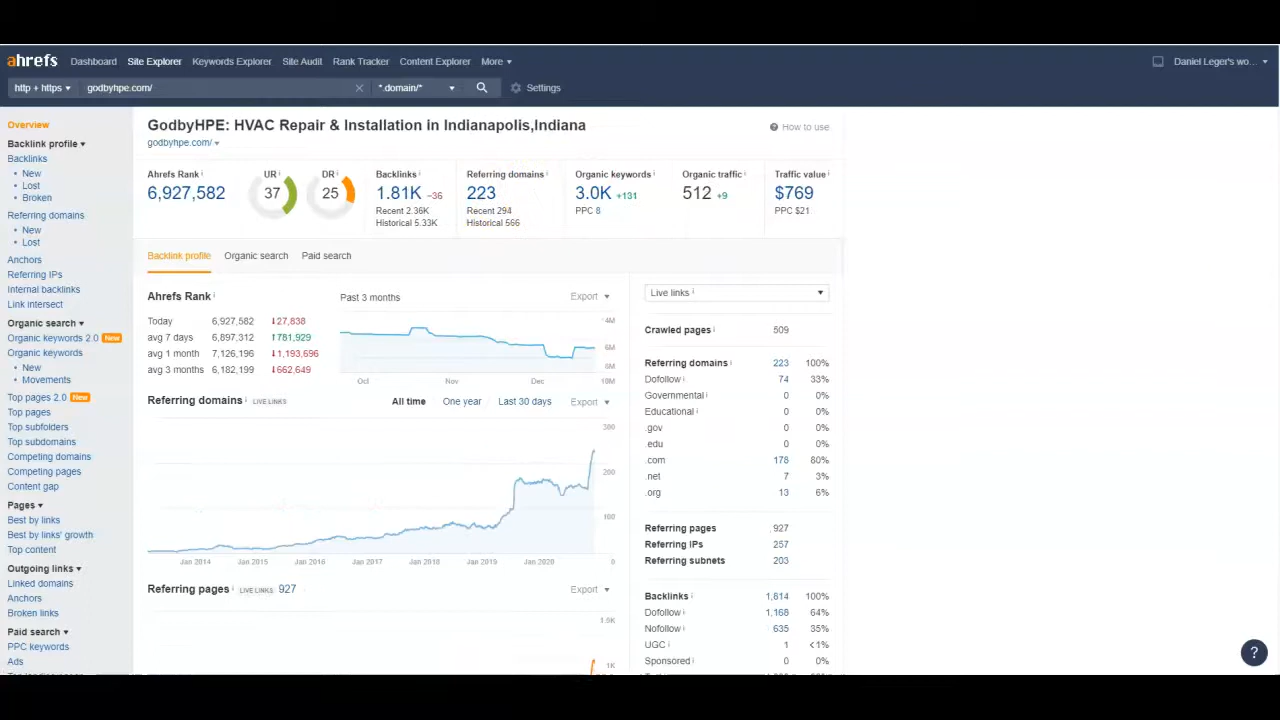 ahrefs Dashboard Site Explorer Keywords Explorer Site Audit Rank Tracker Content Explorer More Daniel Leger's wo...
http + https godbyhpe.com/ *.domain/* Settings
Overview
Backlink profile
Backlinks
New
Lost
Broken
Referring domains
New
Lost
Anchors
Referring IPs
Internal backlinks
Link intersect
Organic search
Organic keywords 2.0 New
Organic keywords
New
Movements
Top pages 2.0 New
Top pages
Top subfolders
Top subdomains
Competing domains
Competing pages
Content gap
Pages
Best by links
Best by links' growth
Top content
Outgoing links
Linked domains
Anchors
Broken links
Paid search
PPC keywords
Ads
GodbyHPE: HVAC Repair & Installation in Indianapolis,Indiana
How to use
godbyhpe.com/
Ahrefs Rank UR DR Backlinks Referring domains Organic keywords Organic traffic Traffic value
6,927,582 37 25 1.81K -36 223 3.0K +131 512 +9 $769
Recent 2.36K Recent 294 PPC 8 PPC $21
Historical 5.33K Historical 566
Backlink profile Organic search Paid search
Ahrefs Rank Past 3 months Export
Today 6,927,582 ↓27,838
avg 7 days 6,897,312 ↑781,929
avg 1 month 7,126,196 ↓1,193,696
avg 3 months 6,182,199 ↓662,649
4M
6M
8M
10M
Oct Nov Dec
Referring domains LIVE LINKS All time One year Last 30 days Export
300
200
100
0
Jan 2014 Jan 2015 Jan 2016 Jan 2017 Jan 2018 Jan 2019 Jan 2020
Referring pages LIVE LINKS 927 Export
1.5K
1K
Live links
Crawled pages 509
Referring domains 223 100%
Dofollow 74 33%
Governmental 0 0%
Educational 0 0%
.gov 0 0%
.edu 0 0%
.com 178 80%
.net 7 3%
.org 13 6%
Referring pages 927
Referring IPs 257
Referring subnets 203
Backlinks 1,814 100%
Dofollow 1,168 64%
Nofollow 635 35%
UGC 1 <1%
Sponsored 0 0%
?